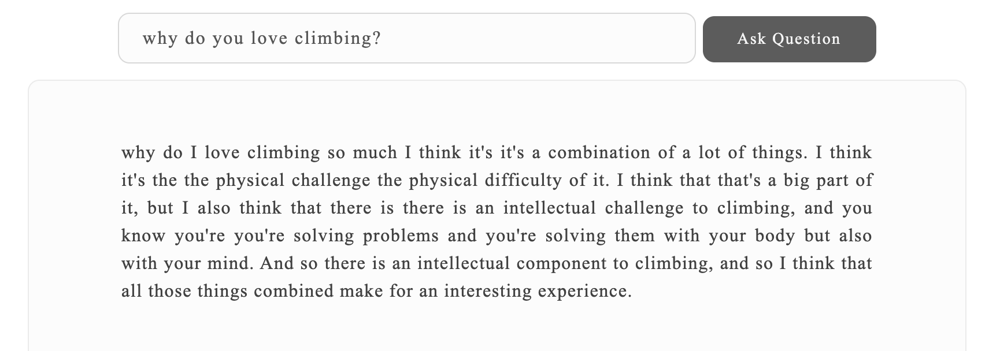 why do you love climbing?
Ask Question
why do I love climbing so much I think it's it's a combination of a lot of things. I think
it's the the physical challenge the physical difficulty of it. I think that that's a big part of
it, but I also think that there is there is an intellectual challenge to climbing, and you
know you're you're solving problems and you're solving them with your body but also
with your mind. And so there is an intellectual component to climbing, and so I think that
all those things combined make for an interesting experience.